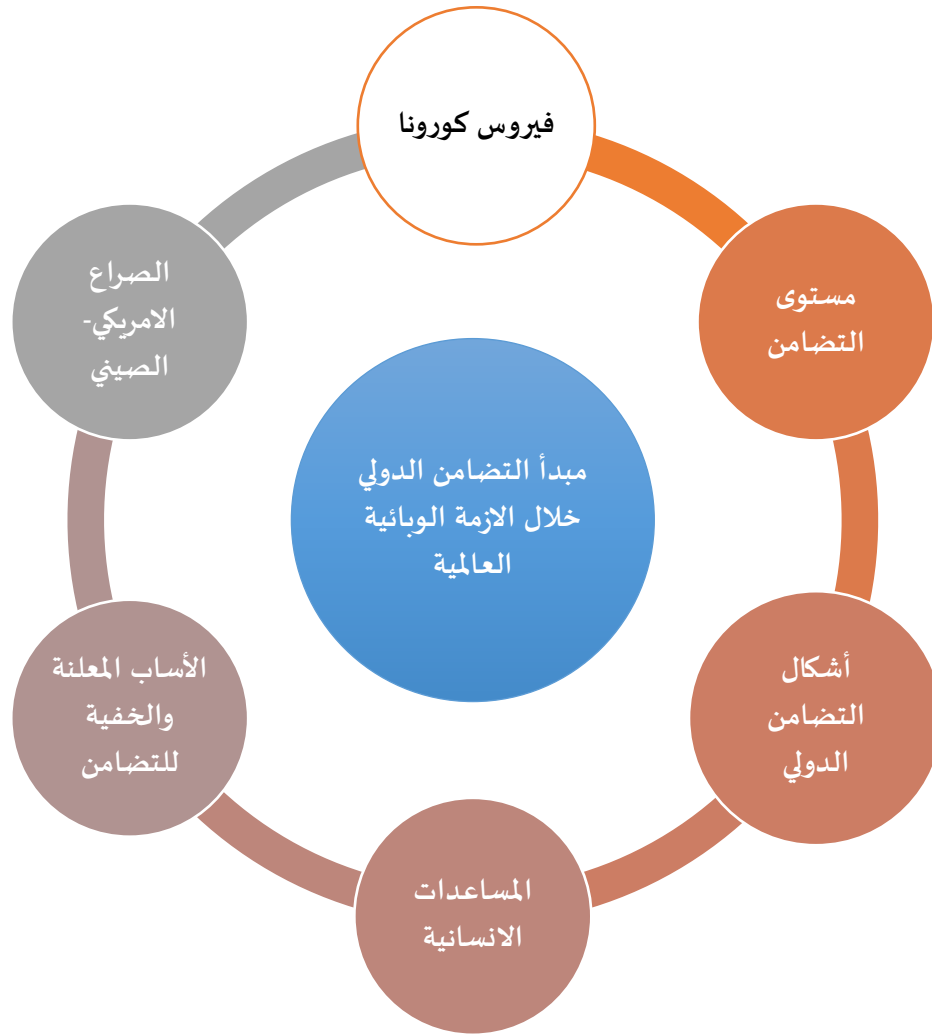 فيروس كورونا
مستوى
التضامن
أشكال
التضامن
الدولي
المساعدات
الانسانية
الأساب المعلنة
والخفية
للتضامن
الصراع
الامريكي-
الصيني
مبدأ التضامن الدولي
خلال الازمة الوبائية
العالمية